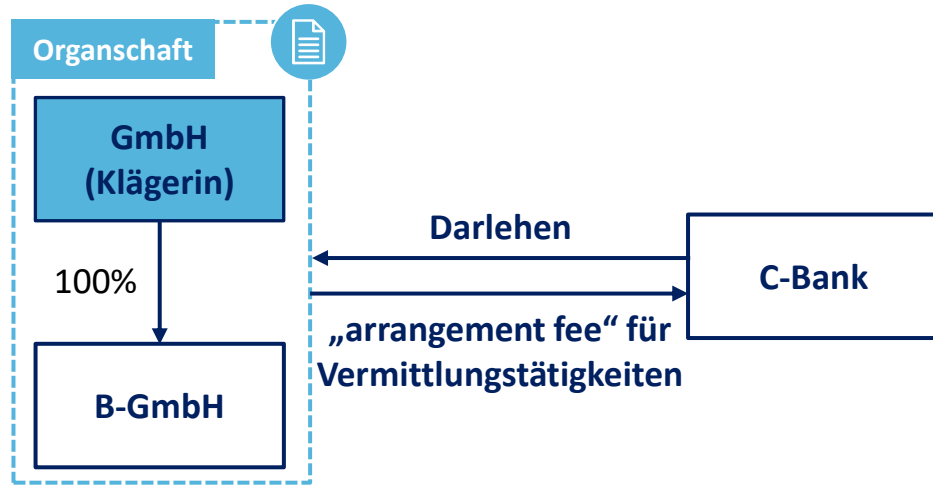 Organschaft
GmbH
(Klägerin)
100%
B-GmbH
Darlehen
„arrangement fee“ für
Vermittlungstätigkeiten
C-Bank